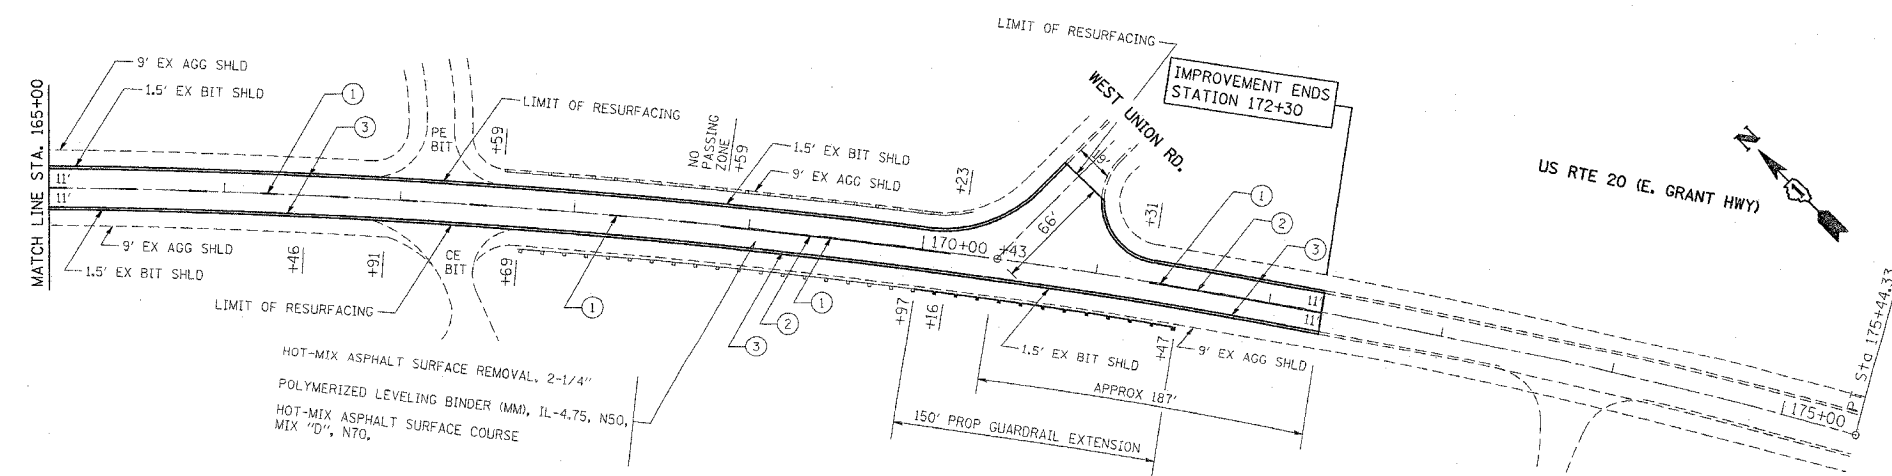 LIMIT OF RESURFACING
WEST UNION RD.
IMPROVEMENT ENDS
STATION 172+30
N
US RTE 20 (E. GRANT HWY)
MATCH LINE STA. 165+00
9' EX AGG SHLD
1.5' EX BIT SHLD
1
3
PE
BIT
LIMIT OF RESURFACING
+59
NO
PASSING
ZONE
+59
1.5' EX BIT SHLD
9' EX AGG SHLD
+23
19'
66'
+31
1
2
3
11'
11'
170+00
+43
11'
11'
9' EX AGG SHLD
1.5' EX BIT SHLD
+46
+91
CE
BIT
+69
LIMIT OF RESURFACING
1
1
2
3
+97
+16
1.5' EX BIT SHLD
+47
9' EX AGG SHLD
APPROX 187'
150' PROP GUARDRAIL EXTENSION
HOT-MIX ASPHALT SURFACE REMOVAL, 2-1/4"
POLYMERIZED LEVELING BINDER (MM), IL-4.75, N50,
HOT-MIX ASPHALT SURFACE COURSE
MIX "D", N70,
175+00
Sta 175+44.33